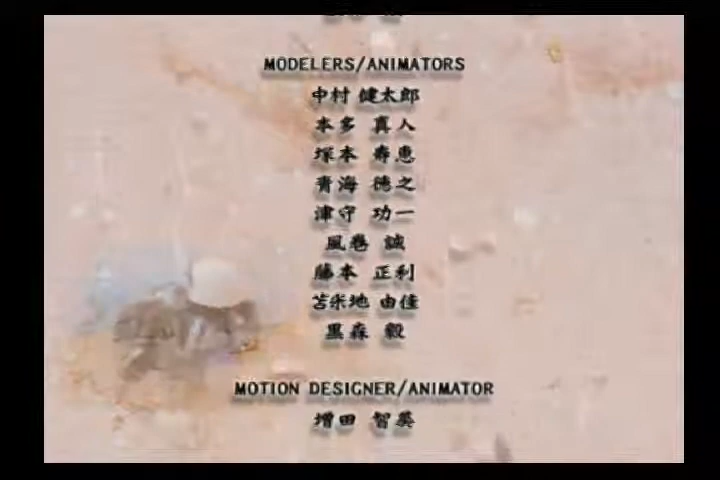 MODELERS/ANIMATORS
中村 健太郎
本多 真人
塚本 寿恵
青海 徳之
津守 功一
風巻 誠
藤本 正利
苫米地 由佳
黒森 毅
MOTION DESIGNER/ANIMATOR
増田 智英